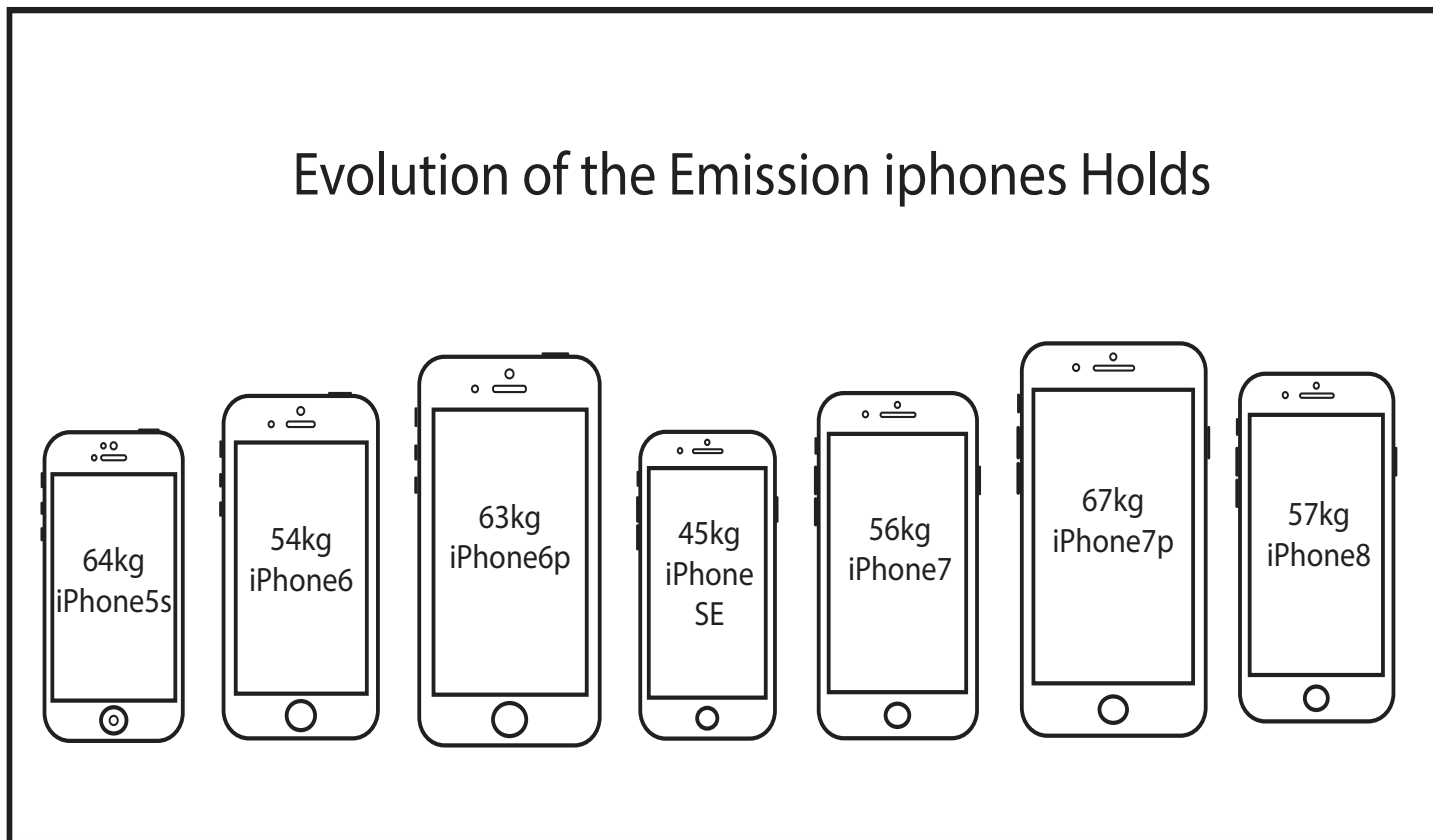 Evolution of the Emission iphones Holds
64kg
iPhone5s
54kg
iPhone6
63kg
iPhone6p
45kg
iPhone
SE
56kg
iPhone7
67kg
iPhone7p
57kg
iPhone8